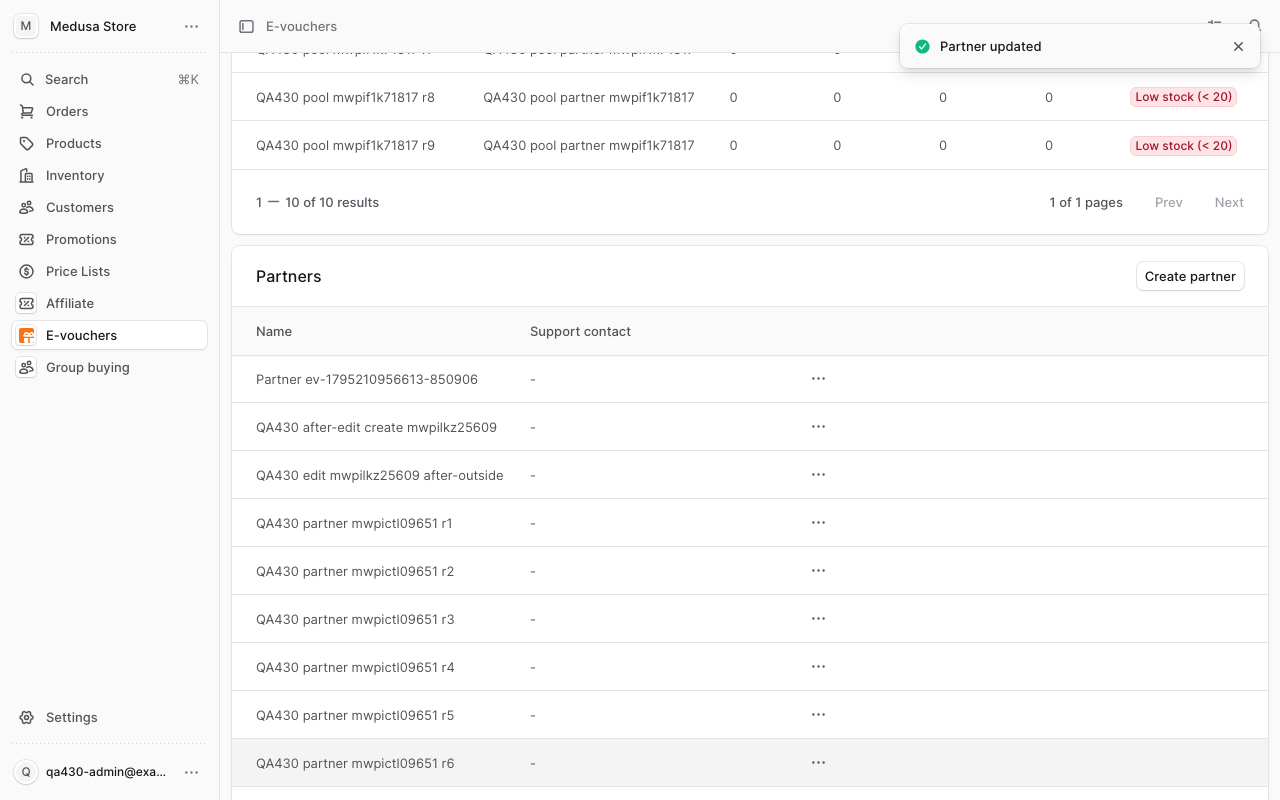 M Medusa Store
E-vouchers
Partner updated
Search ⌘K
Orders
Products
Inventory
Customers
Promotions
Price Lists
Affiliate
E-vouchers
Group buying
Settings
Q qa430-admin@exa...
QA430 pool mwpif1k71817 r8 QA430 pool partner mwpif1k71817 0 0 0 0 Low stock (< 20)
QA430 pool mwpif1k71817 r9 QA430 pool partner mwpif1k71817 0 0 0 0 Low stock (< 20)
1 — 10 of 10 results 1 of 1 pages Prev Next
Partners Create partner
Name Support contact
Partner ev-1795210956613-850906 -
QA430 after-edit create mwpilkz25609 -
QA430 edit mwpilkz25609 after-outside -
QA430 partner mwpictl09651 r1 -
QA430 partner mwpictl09651 r2 -
QA430 partner mwpictl09651 r3 -
QA430 partner mwpictl09651 r4 -
QA430 partner mwpictl09651 r5 -
QA430 partner mwpictl09651 r6 -